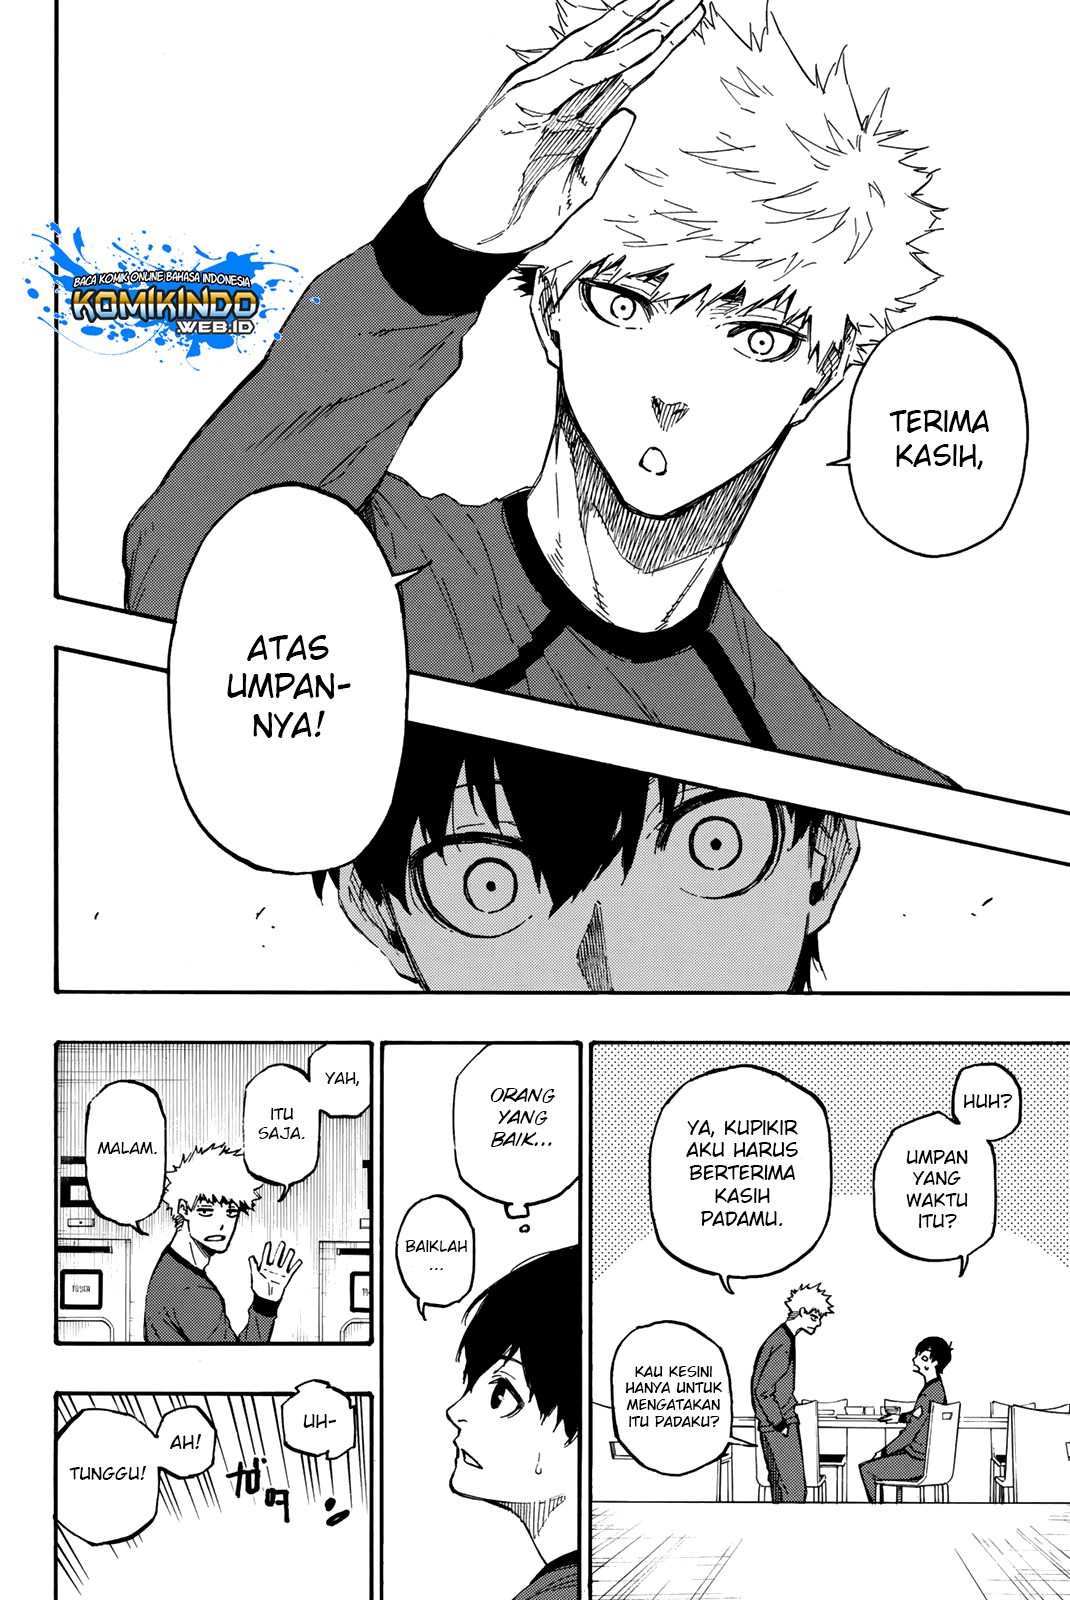 BACA KOMIK ONLINE BAHASA INDONESIA
KOMIKINDO
WEB.ID
TERIMA
KASIH,
ATAS
UMPAN-
NYA!
HUH?
UMPAN
YANG
WAKTU
ITU?
YA, KUPIKIR
AKU HARUS
BERTERIMA
KASIH
PADAMU.
KAU KESINI
HANYA UNTUK
MENGATAKAN
ITU PADAKU?
ORANG
YANG
BAIK...
BAIKLAH
...
YAH,
ITU
SAJA.
MALAM.
TOUCH
UH-
AH!
TUNGGU!